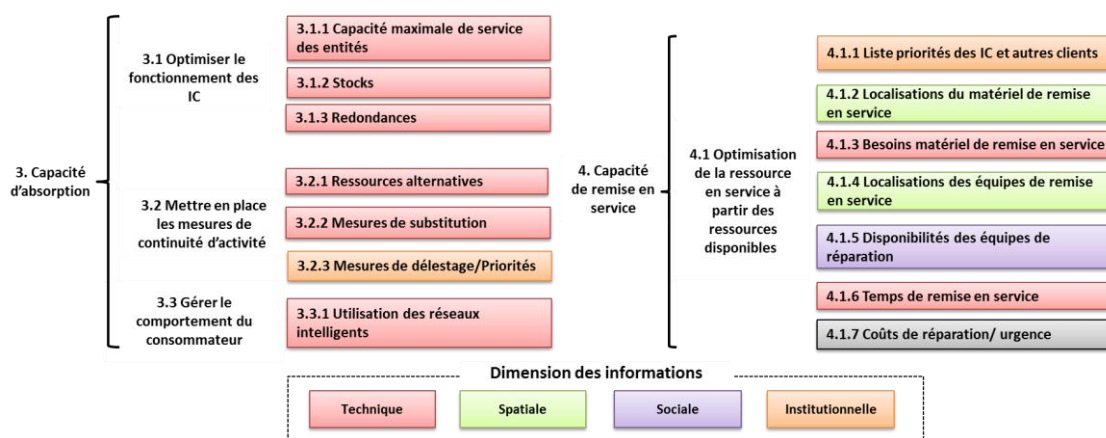 3. Capacité
d’absorption
3.1 Optimiser le
fonctionnement des
IC
3.1.1 Capacité maximale de service
des entités
3.1.2 Stocks
3.1.3 Redondances
3.2 Mettre en place
les mesures de
continuité d’activité
3.2.1 Ressources alternatives
3.2.2 Mesures de substitution
3.2.3 Mesures de délestage/Priorités
3.3 Gérer le
comportement du
consommateur
3.3.1 Utilisation des réseaux
intelligents
4. Capacité
de remise en
service
4.1 Optimisation
de la ressource
en service à
partir des
ressources
disponibles
4.1.1 Liste priorités des IC et autres clients
4.1.2 Localisations du matériel de remise
en service
4.1.3 Besoins matériel de remise en service
4.1.4 Localisations des équipes de remise
en service
4.1.5 Disponibilités des équipes de
réparation
4.1.6 Temps de remise en service
4.1.7 Coûts de réparation/ urgence
Dimension des informations
Technique
Spatiale
Sociale
Institutionnelle